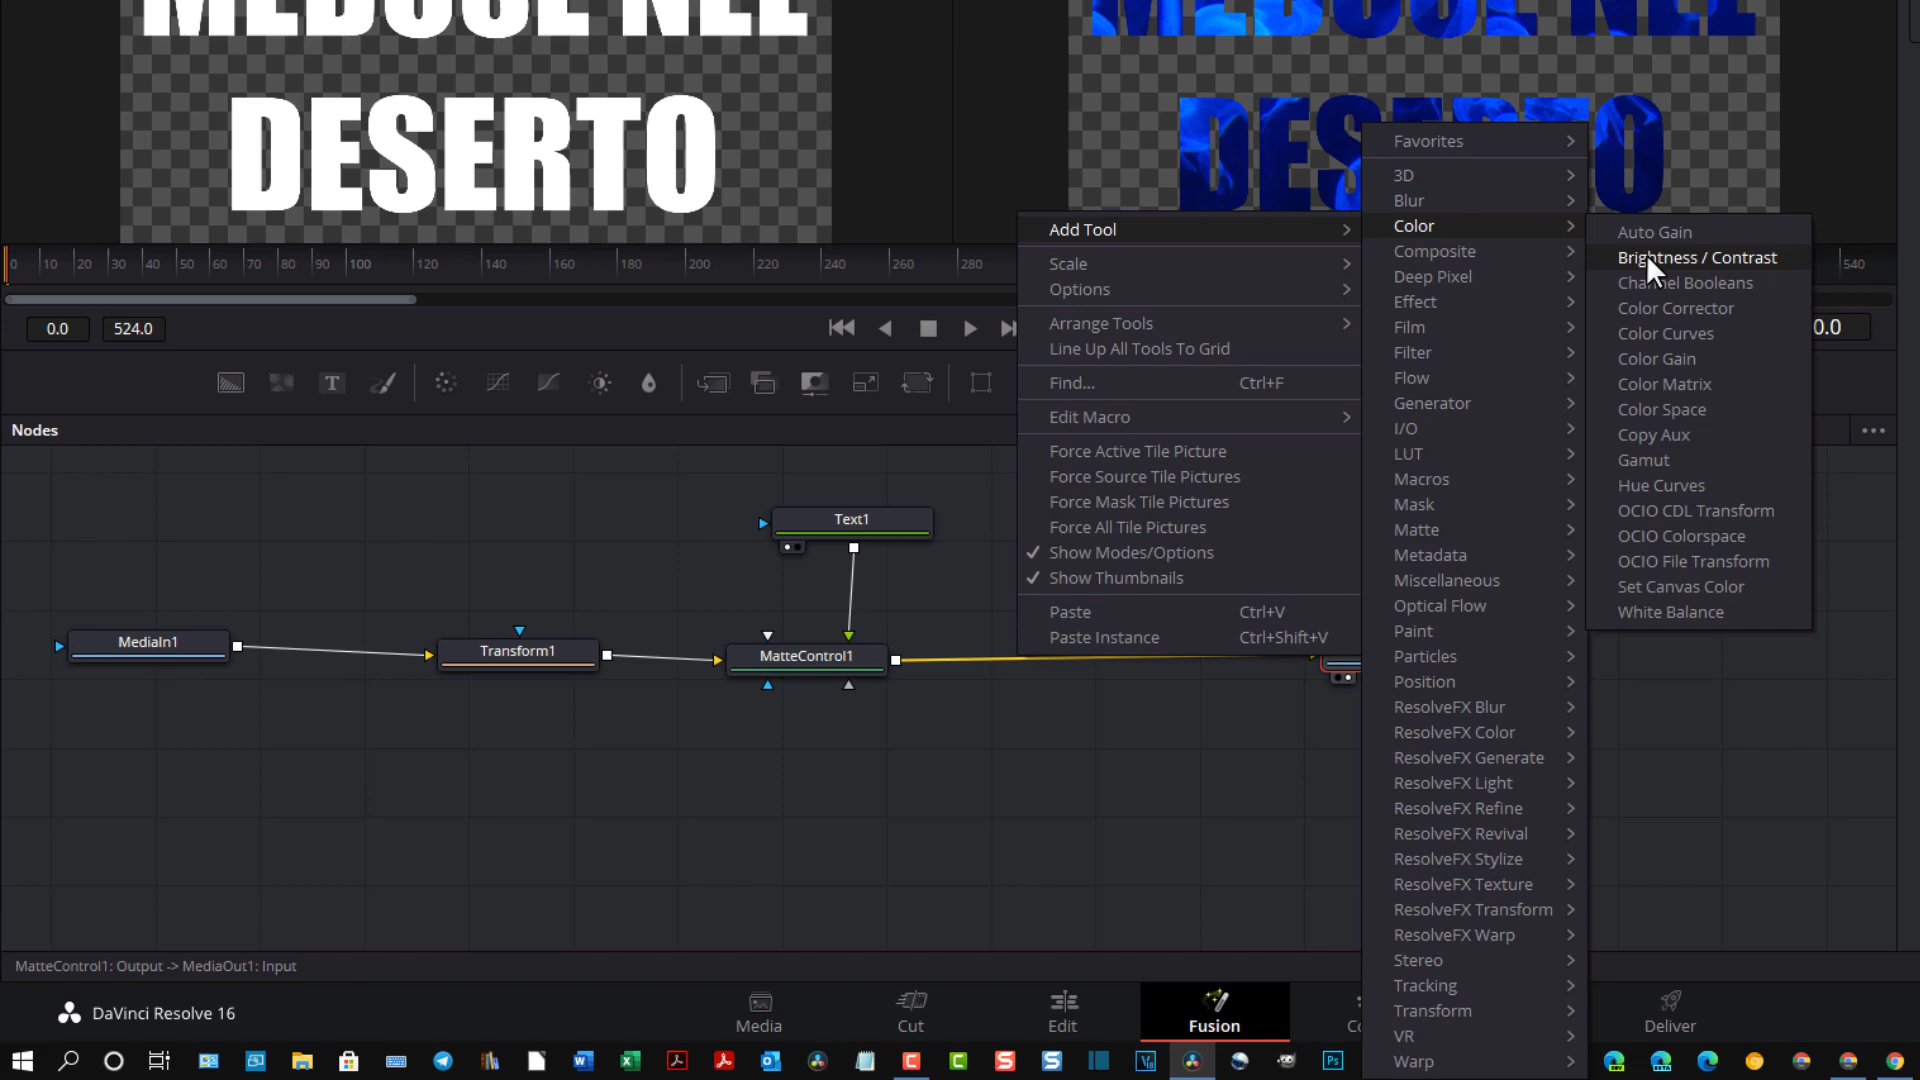 MEDUSE NEL
DESERTO
MEDUSE NEL
DESERTO
0 10 20 30 40 50 60 70 80 90 100 120 140 160 180 200 220 240 260 280 540
0.0 524.0
0.0
Add Tool
Scale
Options
Arrange Tools
Line Up All Tools To Grid
Find... Ctrl+F
Edit Macro
Force Active Tile Picture
Force Source Tile Pictures
Force Mask Tile Pictures
Force All Tile Pictures
Show Modes/Options
Show Thumbnails
Paste Ctrl+V
Paste Instance Ctrl+Shift+V
Favorites
3D
Blur
Color
Composite
Deep Pixel
Effect
Film
Filter
Flow
Generator
I/O
LUT
Macros
Mask
Matte
Metadata
Miscellaneous
Optical Flow
Paint
Particles
Position
ResolveFX Blur
ResolveFX Color
ResolveFX Generate
ResolveFX Light
ResolveFX Refine
ResolveFX Revival
ResolveFX Stylize
ResolveFX Texture
ResolveFX Transform
ResolveFX Warp
Stereo
Tracking
Transform
VR
Warp
Auto Gain
Brightness / Contrast
Channel Booleans
Color Corrector
Color Curves
Color Gain
Color Matrix
Color Space
Copy Aux
Gamut
Hue Curves
OCIO CDL Transform
OCIO Colorspace
OCIO File Transform
Set Canvas Color
White Balance
Nodes
Text1
MediaIn1
Transform1
MatteControl1
MatteControl1: Output -> MediaOut1: Input
DaVinci Resolve 16
Media
Cut
Edit
Fusion
Co
Deliver